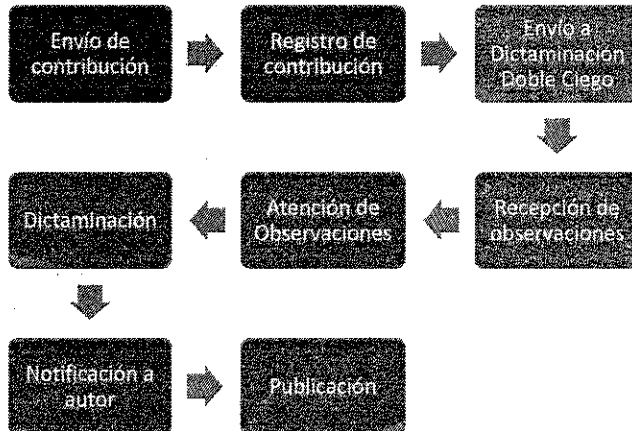 Envío de
contribución
Registro de
contribución
Envío a
Dictaminación
Doble Ciego
Recepción de
observaciones
Atención de
Observaciones
Dictaminación
Notificación a
autor
Publicación